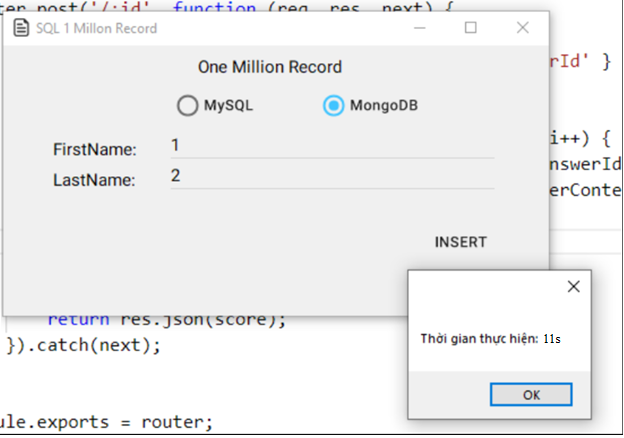 ter.post('/:id', function (req, res, next) {
SQL 1 Millon Record
One Million Record
rId' }
MySQL
MongoDB
i++) {
FirstName: 1
nswerId
LastName: 2
erConte
INSERT
return res.json(score);
Thời gian thực hiện: 11s
}).catch(next);
OK
ule.exports = router;